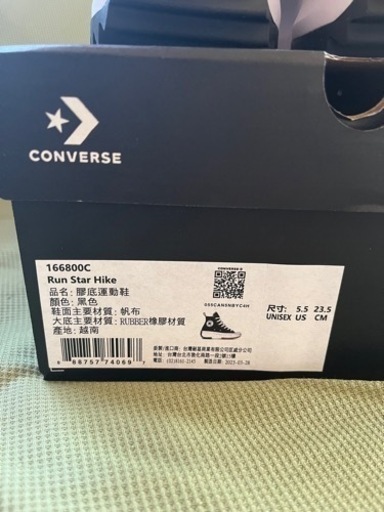 CONVERSE
166800C
Run Star Hike
品名: 膠底運動鞋
顏色: 黑色
鞋面主要材質: 帆布
大底主要材質: RUBBER橡膠材質
產地: 越南
尺寸: 5.5 23.5
UNISEX US CM
88757 74069